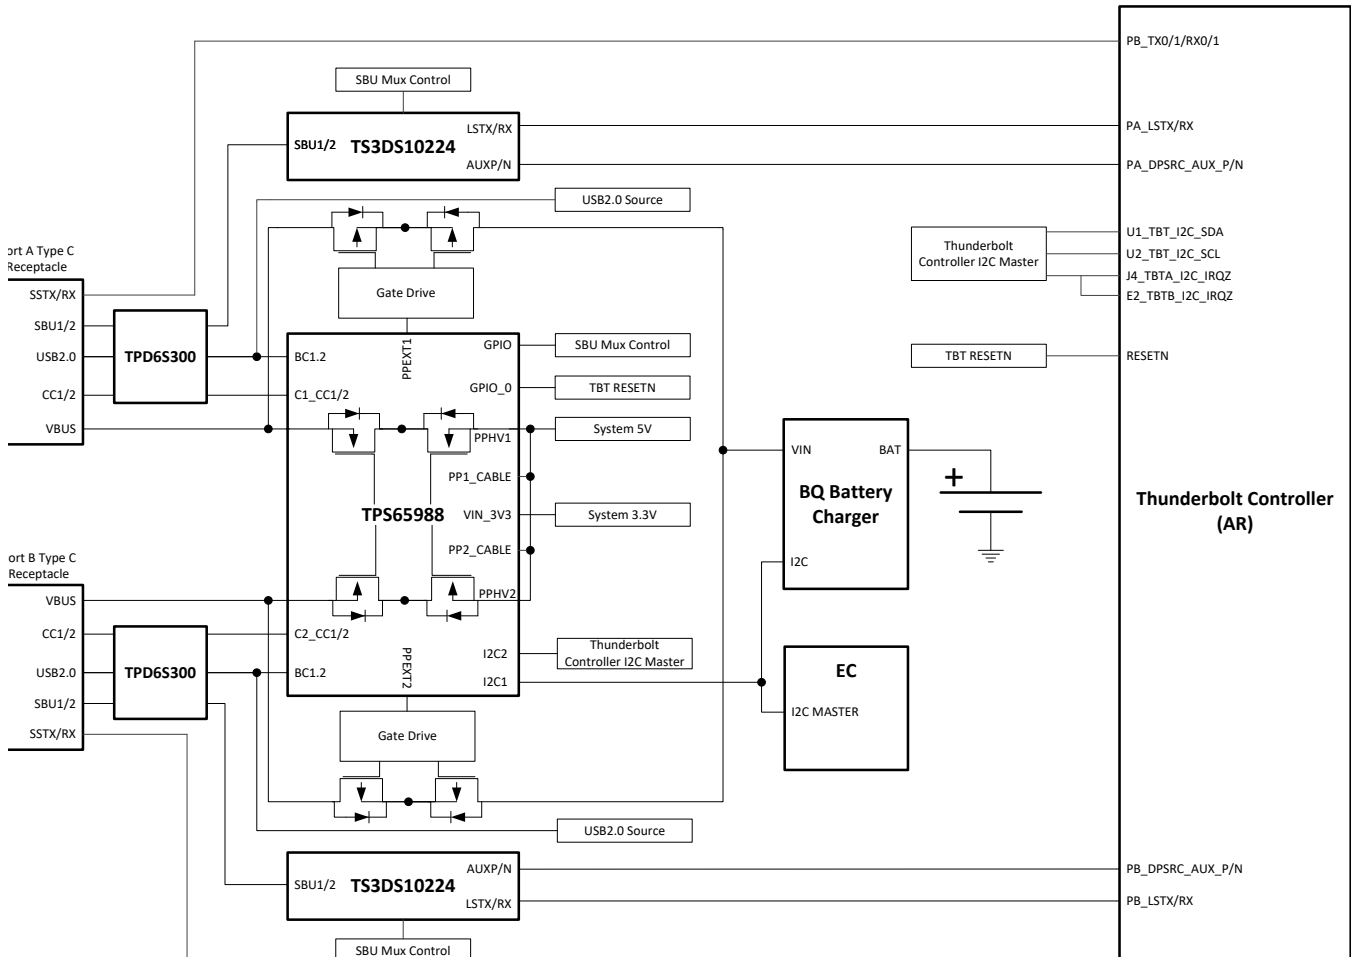 PB_TX0/1/RX0/1
SBU Mux Control
LSTX/RX
SBU1/2
TS3DS10224
AUXP/N
PA_LSTX/RX
PA_DPSRC_AUX_P/N
USB2.0 Source
ort A Type C
Receptacle
Thunderbolt
Controller I2C Master
U1_TBT_I2C_SDA
U2_TBT_I2C_SCL
J4_TBTA_I2C_IRQZ
E2_TBTB_I2C_IRQZ
SSTX/RX
SBU1/2
USB2.0
CC1/2
VBUS
TPD6S300
Gate Drive
PPEXT1
BC1.2
C1_CC1/2
GPIO
SBU Mux Control
GPIO_0
TBT RESETN
TBT RESETN
RESETN
PPHV1
System 5V
PP1_CABLE
TPS65988
VIN_3V3
System 3.3V
PP2_CABLE
PPHV2
VIN
BAT
BQ Battery
Charger
I2C
+
Thunderbolt Controller
(AR)
ort B Type C
Receptacle
VBUS
CC1/2
USB2.0
SBU1/2
SSTX/RX
TPD6S300
C2_CC1/2
BC1.2
PPEXT2
I2C2
Thunderbolt
Controller I2C Master
I2C1
EC
I2C MASTER
Gate Drive
USB2.0 Source
AUXP/N
SBU1/2
TS3DS10224
LSTX/RX
PB_DPSRC_AUX_P/N
PB_LSTX/RX
SBU Mux Control